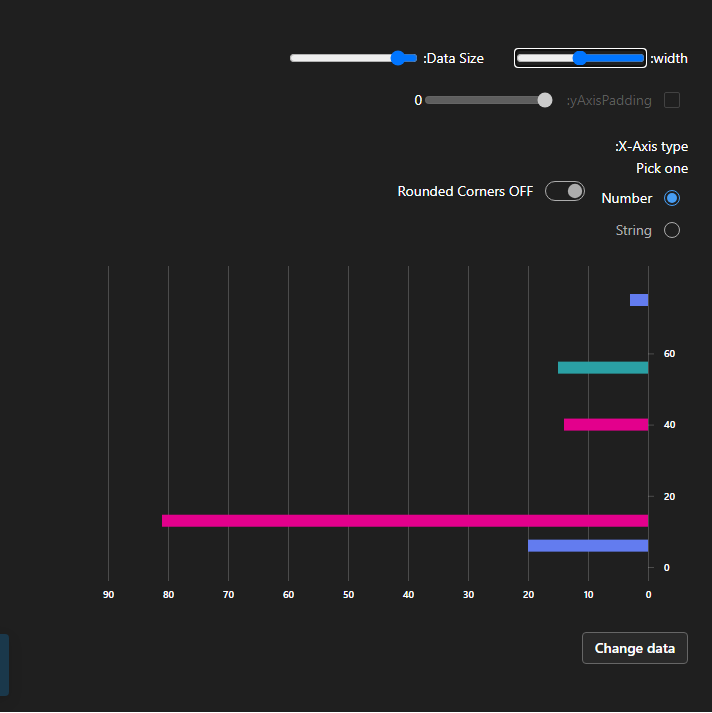 :width
:Data Size
:yAxisPadding
0
:X-Axis type
Pick one
Number
String
Rounded Corners OFF
60
40
20
0
90 80 70 60 50 40 30 20 10 0
Change data